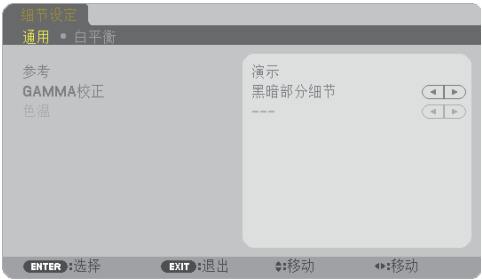 细节设定
通用 • 白平衡
参考 演示
GAMMA校正 黑暗部分细节
色温 ---
ENTER:选择 EXIT:退出 :移动 :移动